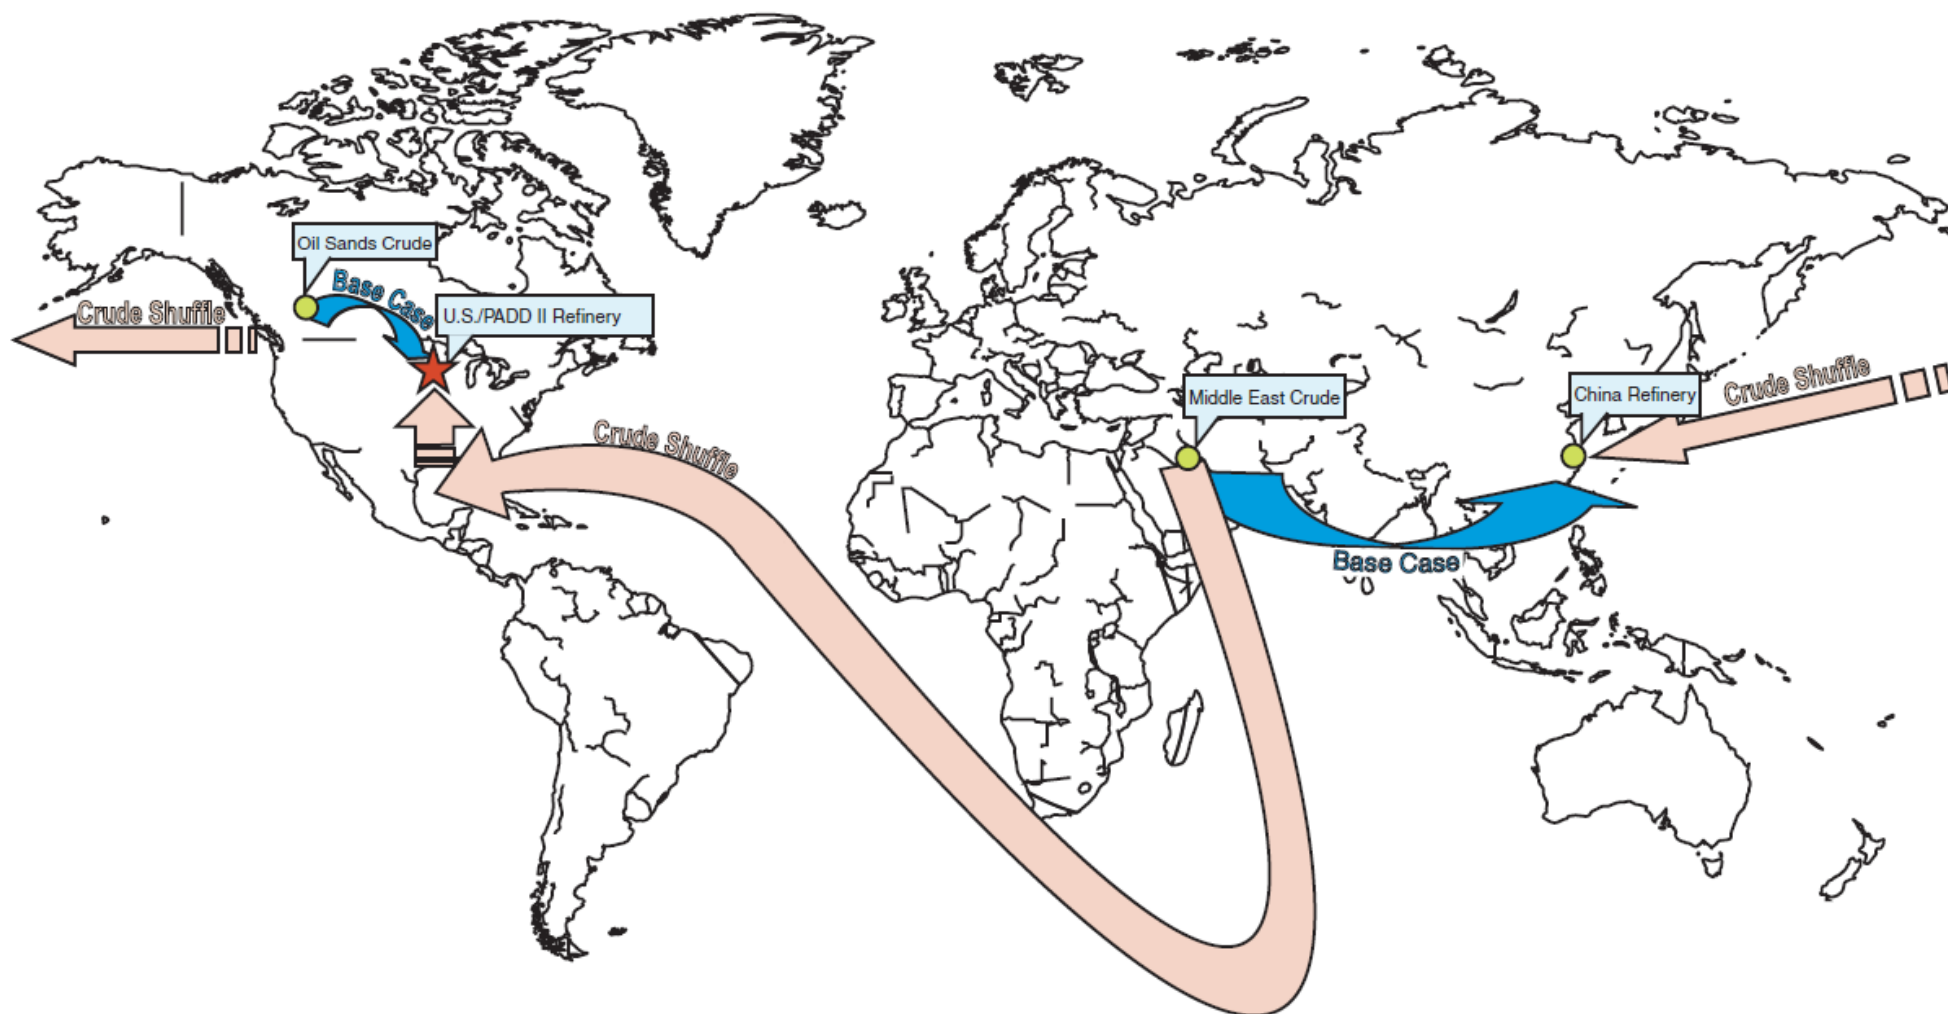 Oil Sands Crude
Base Case
Crude Shuffle
U.S./PADD II Refinery
Crude Shuffle
Middle East Crude
China Refinery
Crude Shuffle
Base Case